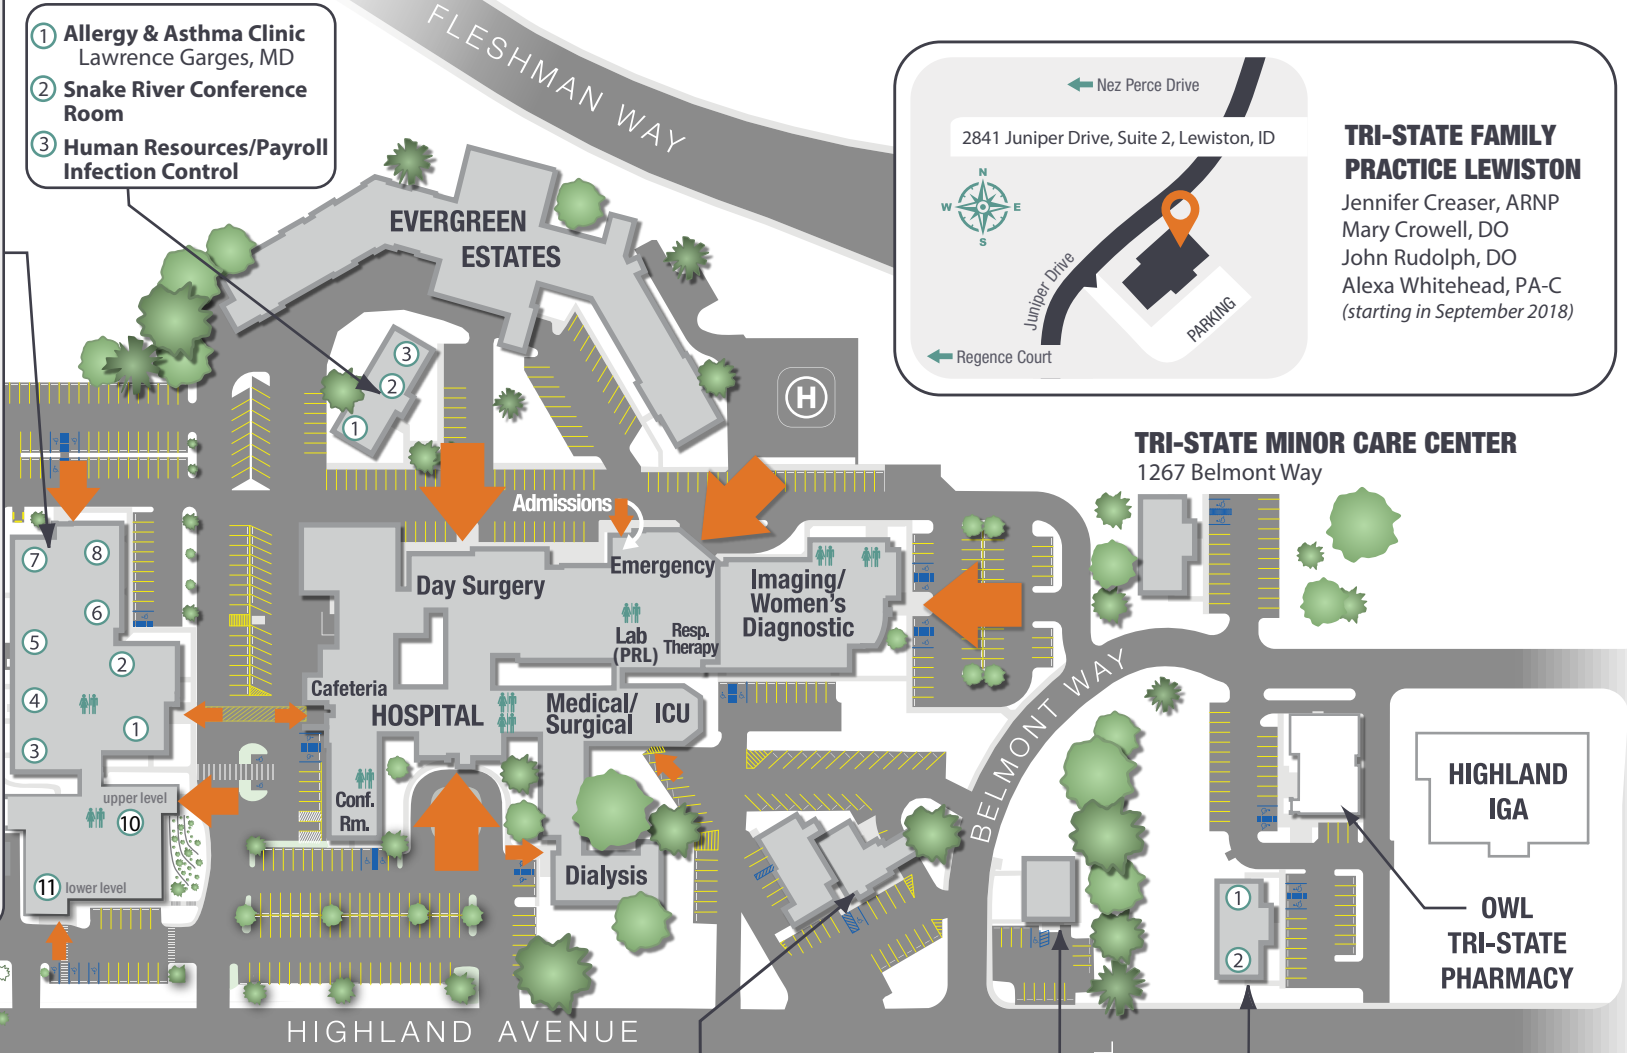 1 Allergy & Asthma Clinic
Lawrence Garges, MD
2 Snake River Conference
Room
3 Human Resources/Payroll
Infection Control
FLESHMAN WAY
Nez Perce Drive
2841 Juniper Drive, Suite 2, Lewiston, ID
N
W
E
S
Juniper Drive
PARKING
Regence Court
TRI-STATE FAMILY
PRACTICE LEWISTON
Jennifer Creaser, ARNP
Mary Crowell, DO
John Rudolph, DO
Alexa Whitehead, PA-C
(starting in September 2018)
EVERGREEN
ESTATES
3
2
1
H
TRI-STATE MINOR CARE CENTER
1267 Belmont Way
Admissions
Emergency
Day Surgery
Imaging/
Women's
Diagnostic
Lab
(PRL)
Resp.
Therapy
Cafeteria
HOSPITAL
Medical/
Surgical
ICU
Conf.
Rm.
Dialysis
7
8
6
5
2
4
1
3
upper level
10
11
lower level
BELMONT WAY
HIGHLAND
IGA
OWL
TRI-STATE
PHARMACY
1
2
HIGHLAND AVENUE